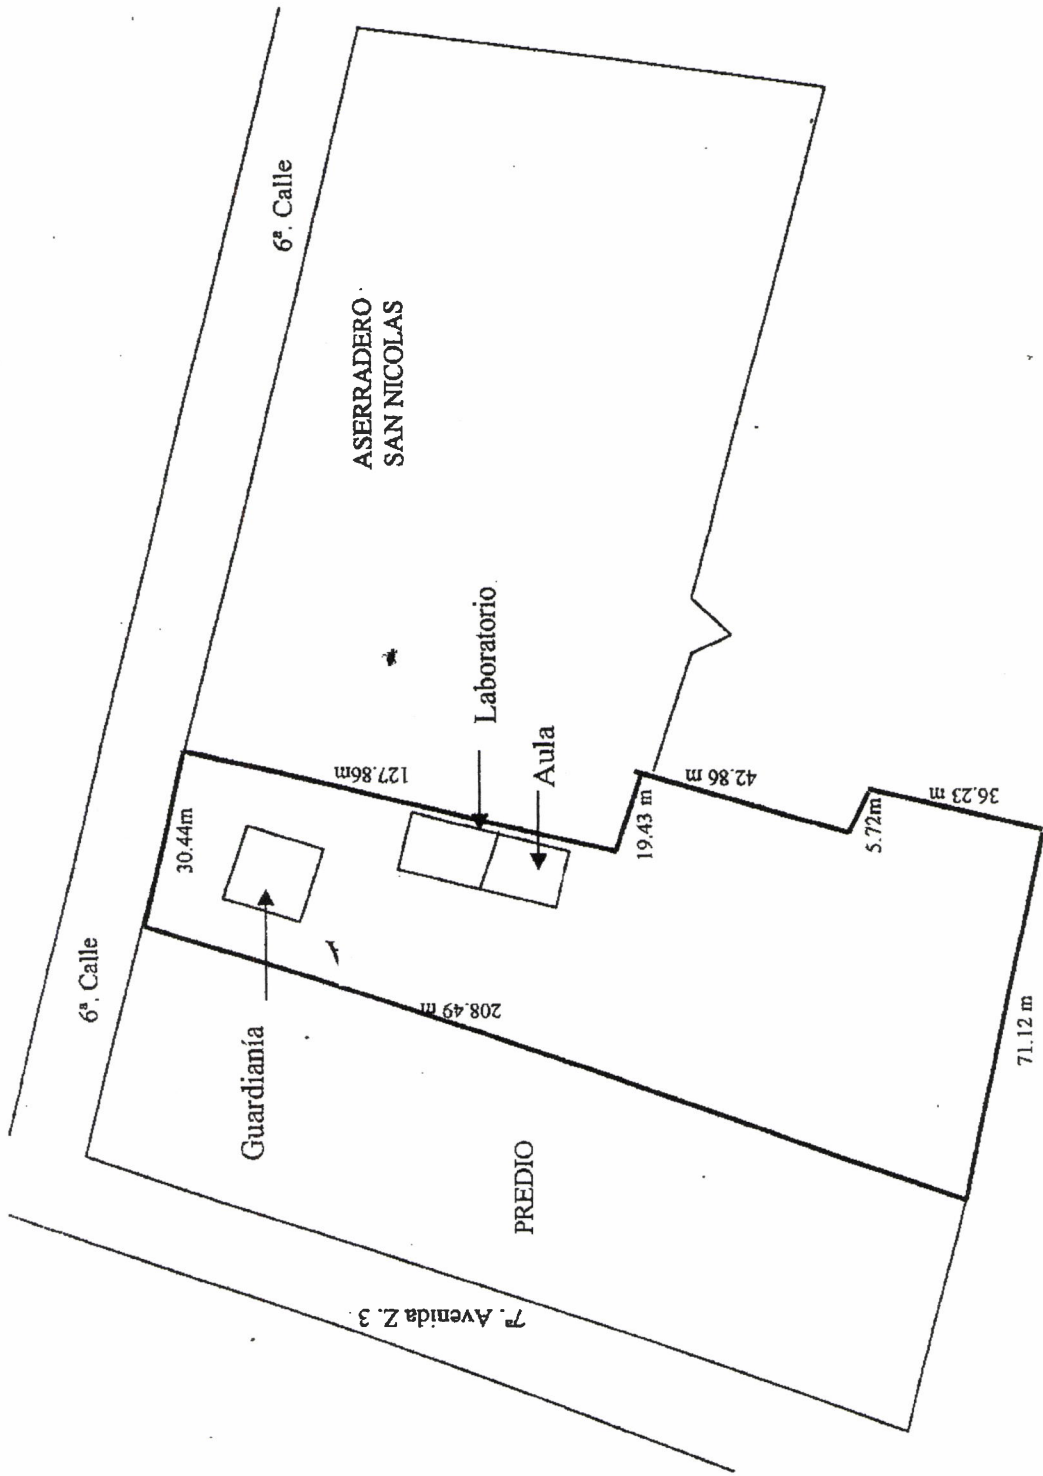 6ª. Calle
6ª. Calle
30.44m
ASERRADERO
SAN NICOLAS
127.86m
Guardianía
Laboratorio
Aula
208.49 m
19.43 m
42.86 m
5.72m
36.23 m
PREDIO
71.12 m
7ª. Avenida Z. 3